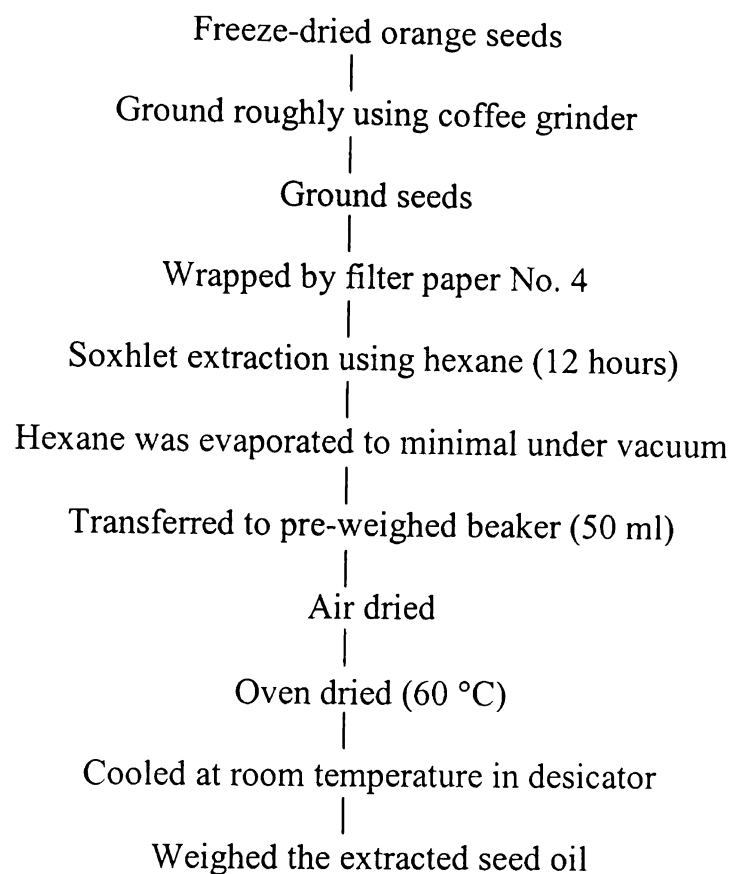 Freeze-dried orange seeds
Ground roughly using coffee grinder
Ground seeds
Wrapped by filter paper No. 4
Soxhlet extraction using hexane (12 hours)
Hexane was evaporated to minimal under vacuum
Transferred to pre-weighed beaker (50 ml)
Air dried
Oven dried (60 °C)
Cooled at room temperature in desicator
Weighed the extracted seed oil